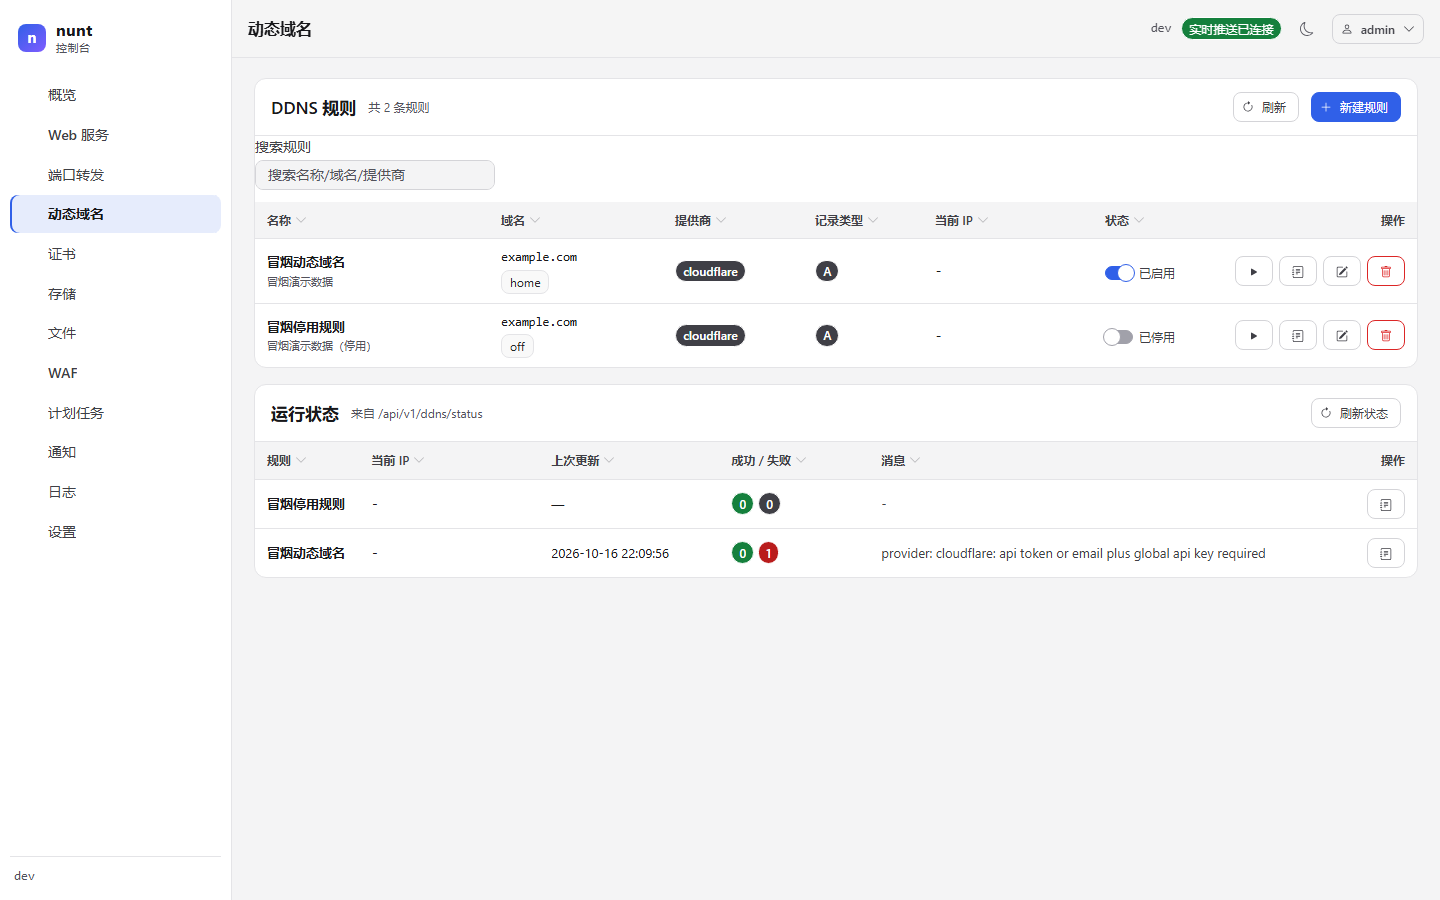 n
nunt
控制台
概览
Web 服务
端口转发
动态域名
证书
存储
文件
WAF
计划任务
通知
日志
设置
dev
动态域名
dev
实时推送已连接
admin
DDNS 规则 共 2 条规则
刷新
新建规则
搜索规则
搜索名称/域名/提供商
名称 域名 提供商 记录类型 当前 IP 状态 操作
冒烟动态域名
冒烟演示数据
example.com
home
cloudflare
A
-
已启用
冒烟停用规则
冒烟演示数据（停用）
example.com
off
cloudflare
A
-
已停用
运行状态 来自 /api/v1/ddns/status
刷新状态
规则 当前 IP 上次更新 成功 / 失败 消息 操作
冒烟停用规则 - — 0 0 -
冒烟动态域名 - 2026-10-16 22:09:56 0 1 provider: cloudflare: api token or email plus global api key required